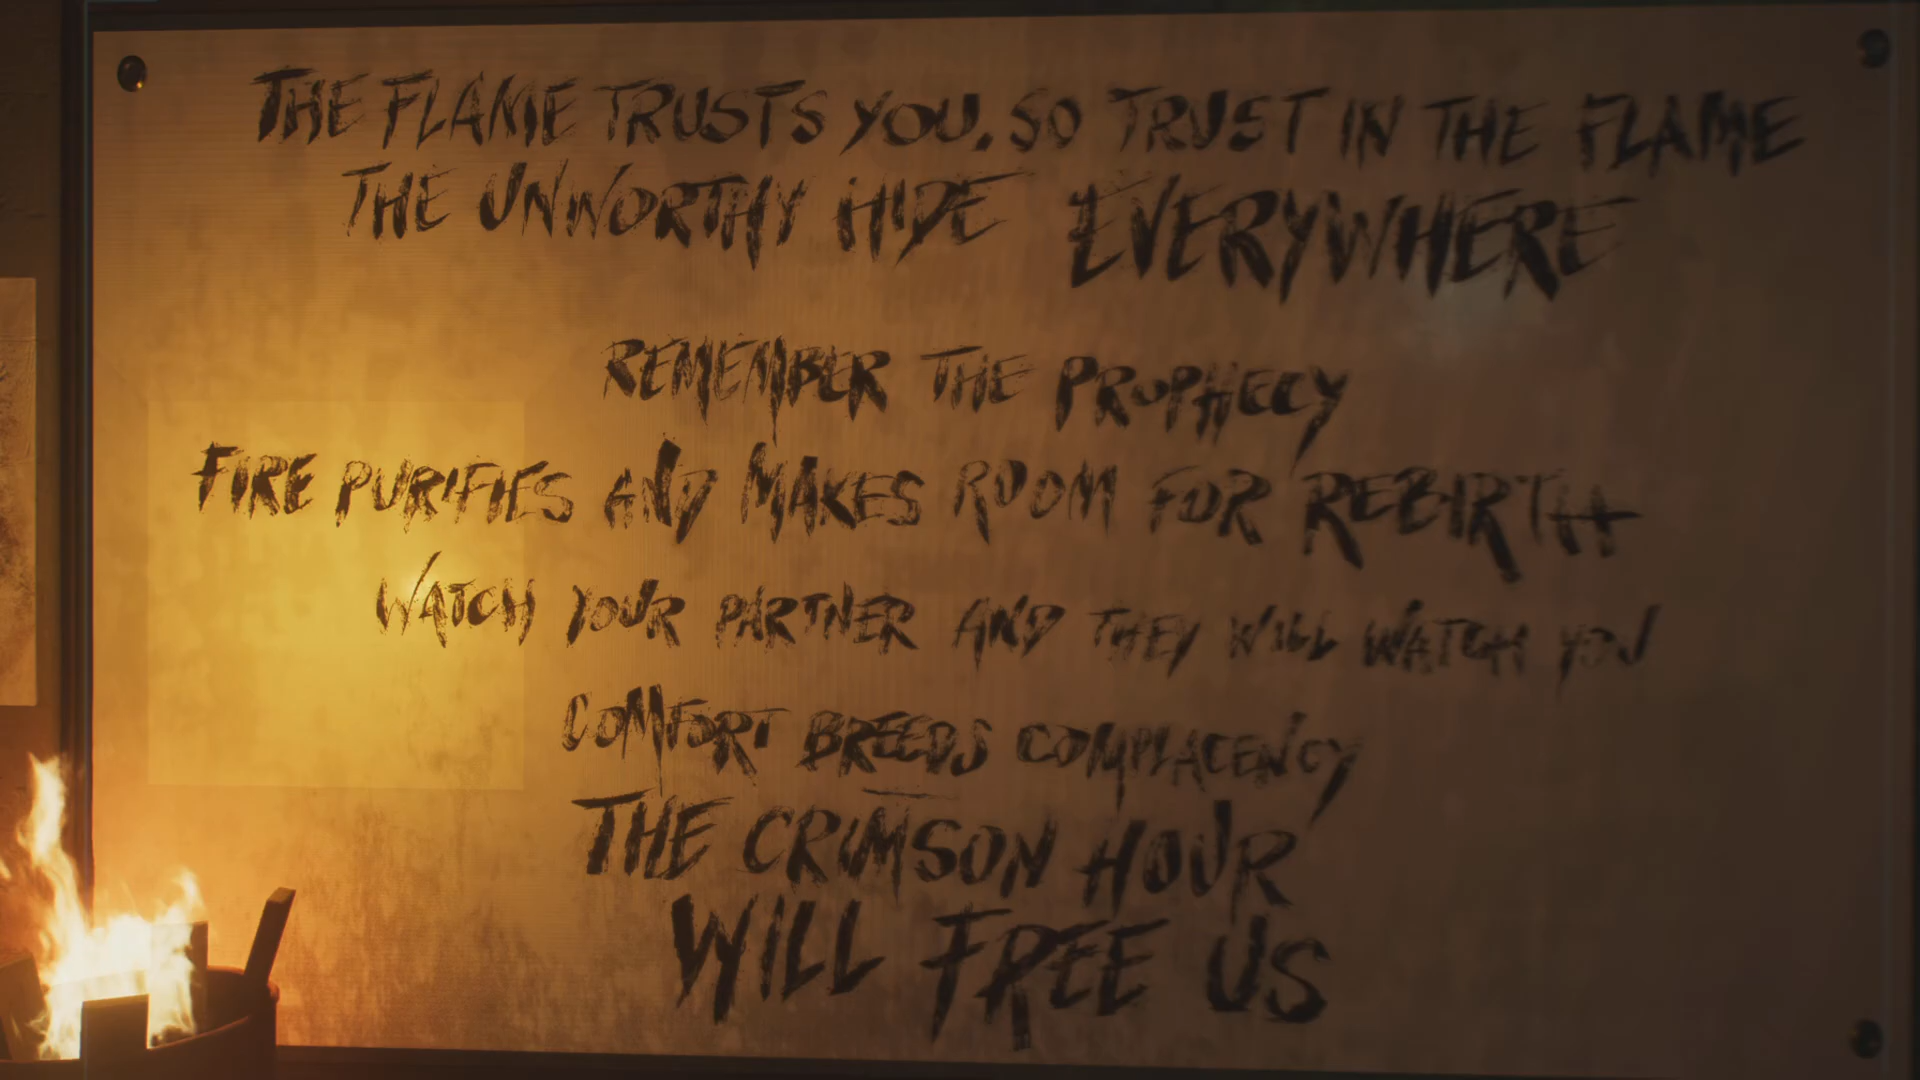 THE FLAME TRUSTS YOU. SO TRUST IN THE FLAME
THE UNWORTHY HIDE EVERYWHERE
REMEMBER THE PROPHECY
FIRE PURIFIES AND MAKES ROOM FOR REBIRTH
WATCH YOUR PARTNER AND THEY WILL WATCH YOU
COMFORT BREEDS COMPLACENCY
THE CRIMSON HOUR
WILL FREE US